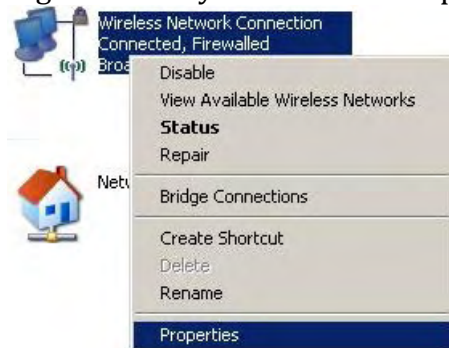 Wireless Network Connection
Connected, Firewalled
Disable
View Available Wireless Networks
Status
Repair
Bridge Connections
Create Shortcut
Delete
Rename
Properties